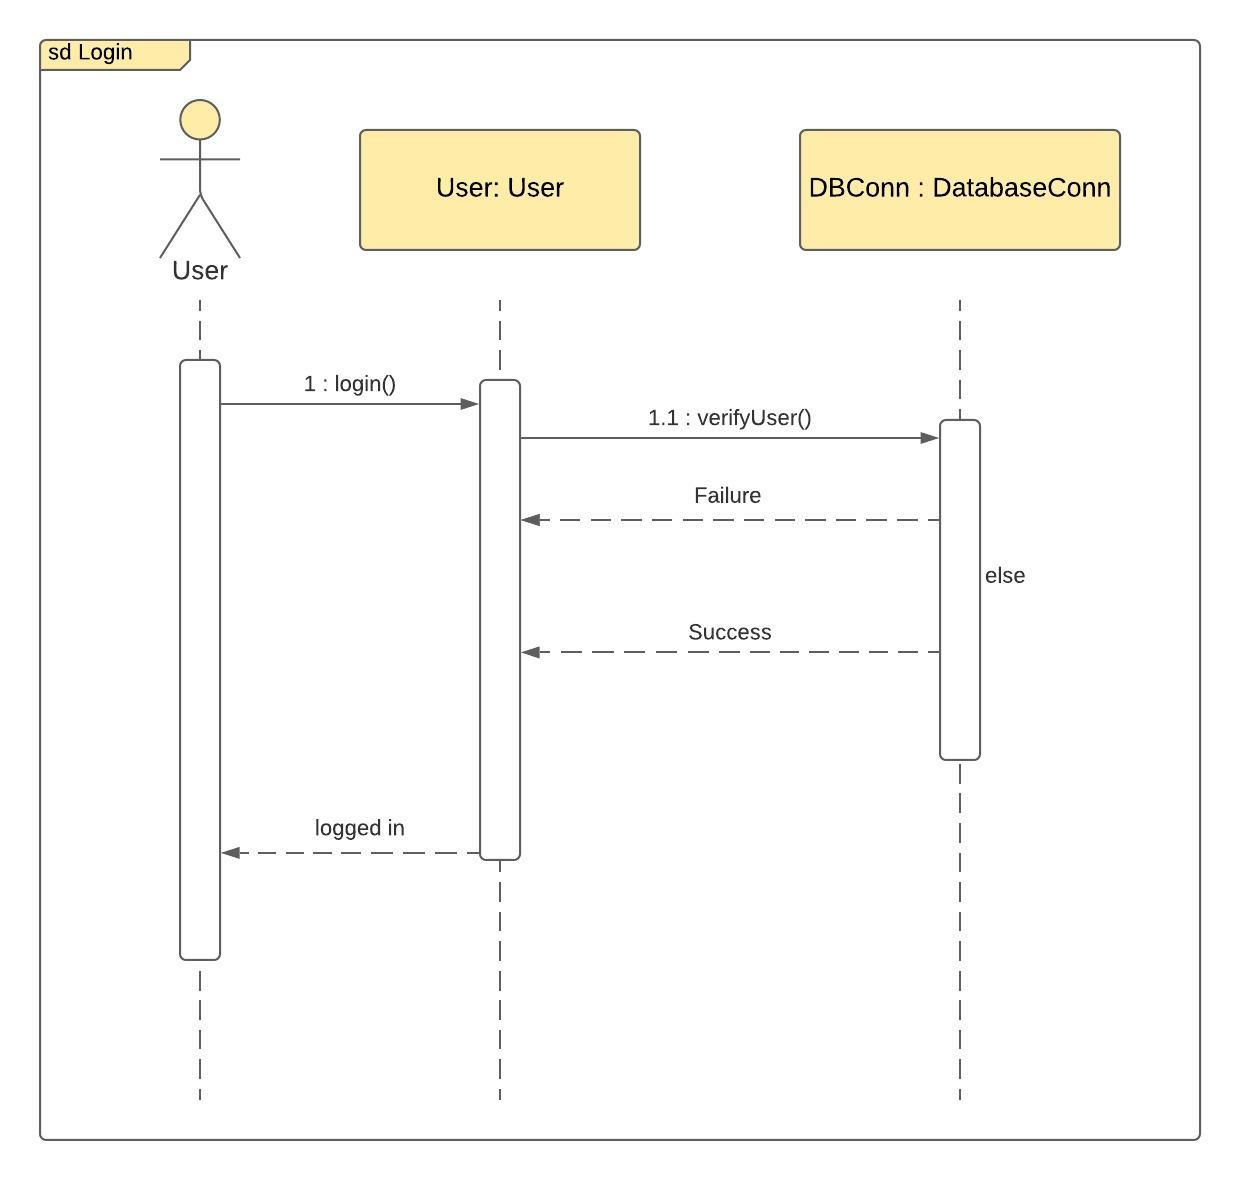 sd Login
User
User: User
DBConn : DatabaseConn
1 : login()
1.1 : verifyUser()
Failure
else
Success
logged in